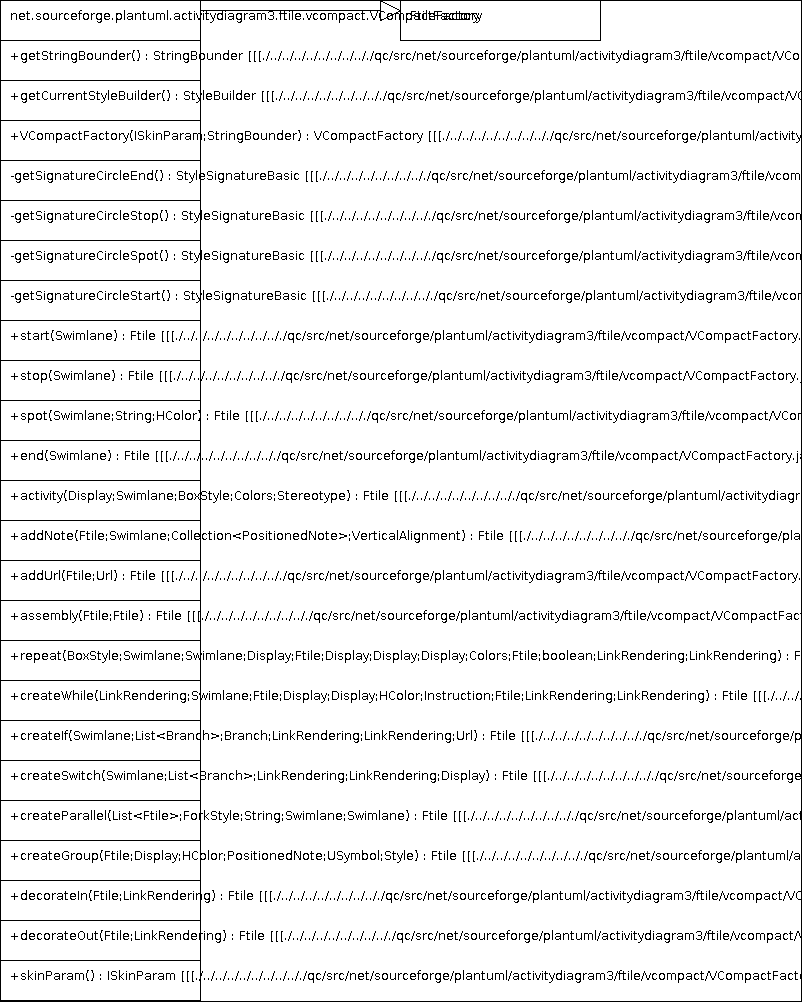 net.sourceforge.plantuml.activitydiagram3.ftile.vcompact.VCompactFactory
FtileFactory
+getStringBounder() : StringBounder [[[./../../../../../../../../../qc/src/net/sourceforge/plantuml/activitydiagram3/ftile/vcompact/VCo
+getCurrentStyleBuilder() : StyleBuilder [[[./../../../../../../../../../qc/src/net/sourceforge/plantuml/activitydiagram3/ftile/vcompact/VC
+VCompactFactory(ISkinParam;StringBounder) : VCompactFactory [[[./../../../../../../../../../qc/src/net/sourceforge/plantuml/activity
-getSignatureCircleEnd() : StyleSignatureBasic [[[./../../../../../../../../../qc/src/net/sourceforge/plantuml/activitydiagram3/ftile/vcom
-getSignatureCircleStop() : StyleSignatureBasic [[[./../../../../../../../../../qc/src/net/sourceforge/plantuml/activitydiagram3/ftile/vcom
-getSignatureCircleSpot() : StyleSignatureBasic [[[./../../../../../../../../../qc/src/net/sourceforge/plantuml/activitydiagram3/ftile/vcom
-getSignatureCircleStart() : StyleSignatureBasic [[[./../../../../../../../../../qc/src/net/sourceforge/plantuml/activitydiagram3/ftile/vcom
+start(Swimlane) : Ftile [[[./../../../../../../../../../qc/src/net/sourceforge/plantuml/activitydiagram3/ftile/vcompact/VCompactFactory.
+stop(Swimlane) : Ftile [[[./../../../../../../../../../qc/src/net/sourceforge/plantuml/activitydiagram3/ftile/vcompact/VCompactFactory.j
+spot(Swimlane;String;HColor) : Ftile [[[./../../../../../../../../../qc/src/net/sourceforge/plantuml/activitydiagram3/ftile/vcompact/VCom
+end(Swimlane) : Ftile [[[./../../../../../../../../../qc/src/net/sourceforge/plantuml/activitydiagram3/ftile/vcompact/VCompactFactory.ja
+activity(Display;Swimlane;BoxStyle;Colors;Stereotype) : Ftile [[[./../../../../../../../../../qc/src/net/sourceforge/plantuml/activitydiagr
+addNote(Ftile;Swimlane;Collection<PositionedNote>;VerticalAlignment) : Ftile [[[./../../../../../../../../../qc/src/net/sourceforge/pla
+addUrl(Ftile;Url) : Ftile [[[./../../../../../../../../../qc/src/net/sourceforge/plantuml/activitydiagram3/ftile/vcompact/VCompactFactory.
+assembly(Ftile;Ftile) : Ftile [[[./../../../../../../../../../qc/src/net/sourceforge/plantuml/activitydiagram3/ftile/vcompact/VCompactFact
+repeat(BoxStyle;Swimlane;Swimlane;Display;Ftile;Display;Display;Display;Colors;Ftile;boolean;LinkRendering;LinkRendering) : F
+createWhile(LinkRendering;Swimlane;Ftile;Display;Display;HColor;Instruction;Ftile;LinkRendering;LinkRendering) : Ftile [[[./../../
+createIf(Swimlane;List<Branch>;Branch;LinkRendering;LinkRendering;Url) : Ftile [[[./../../../../../../../../../qc/src/net/sourceforge/p
+createSwitch(Swimlane;List<Branch>;LinkRendering;LinkRendering;Display) : Ftile [[[./../../../../../../../../../qc/src/net/sourceforge
+createParallel(List<Ftile>;ForkStyle;String;Swimlane;Swimlane) : Ftile [[[./../../../../../../../../../qc/src/net/sourceforge/plantuml/act
+createGroup(Ftile;Display;HColor;PositionedNote;USymbol;Style) : Ftile [[[./../../../../../../../../../qc/src/net/sourceforge/plantuml/a
+decorateIn(Ftile;LinkRendering) : Ftile [[[./../../../../../../../../../qc/src/net/sourceforge/plantuml/activitydiagram3/ftile/vcompact/VC
+decorateOut(Ftile;LinkRendering) : Ftile [[[./../../../../../../../../../qc/src/net/sourceforge/plantuml/activitydiagram3/ftile/vcompact/V
+skinParam() : ISkinParam [[[./../../../../../../../../../qc/src/net/sourceforge/plantuml/activitydiagram3/ftile/vcompact/VCompactFacto